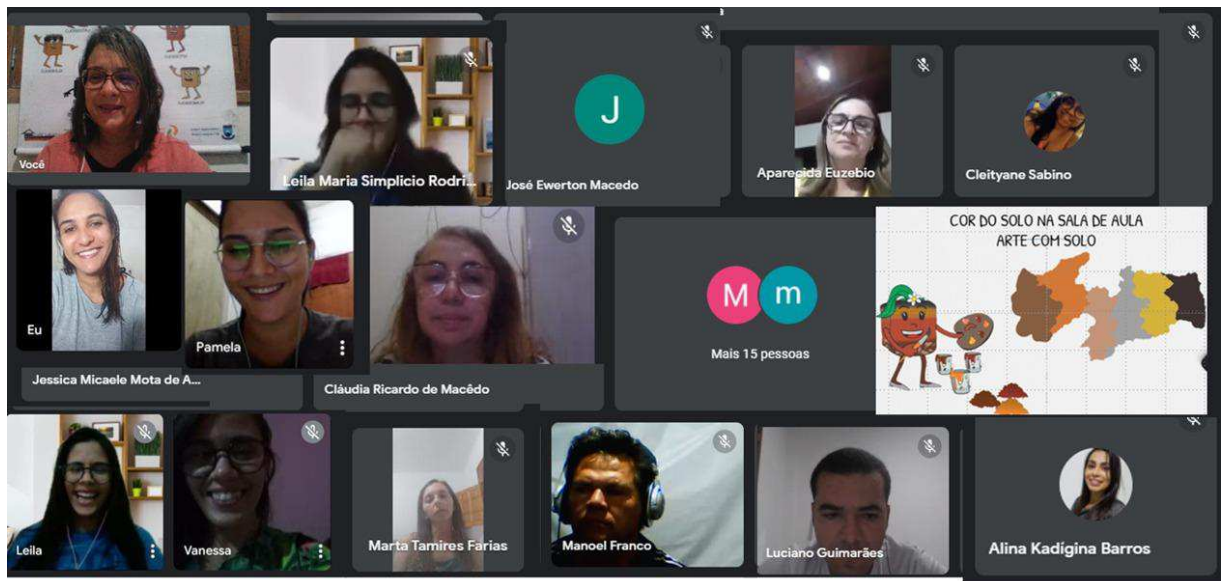 Você
Leila Maria Simplicio Rodri...
J
José Ewerton Macedo
Aparecida Euzebio
Cleityane Sabino
Eu
Pamela
Jessica Micaele Mota de A...
Cláudia Ricardo de Macêdo
M m
Mais 15 pessoas
COR DO SOLO NA SALA DE AULA
ARTE COM SOLO
Leila
Vanessa
Marta Tamires Farias
Manoel Franco
Luciano Guimarães
Alina Kadígina Barros